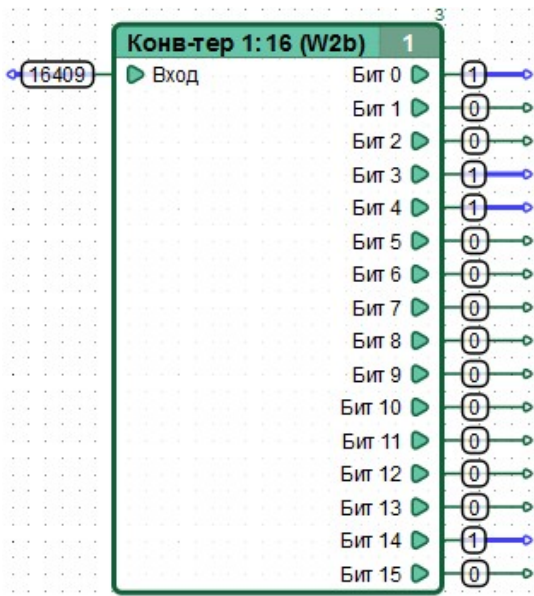 3
Конв-тер 1:16 (W2b) 1
16409 Вход Бит 0 1
Бит 1 0
Бит 2 0
Бит 3 1
Бит 4 1
Бит 5 0
Бит 6 0
Бит 7 0
Бит 8 0
Бит 9 0
Бит 10 0
Бит 11 0
Бит 12 0
Бит 13 0
Бит 14 1
Бит 15 0